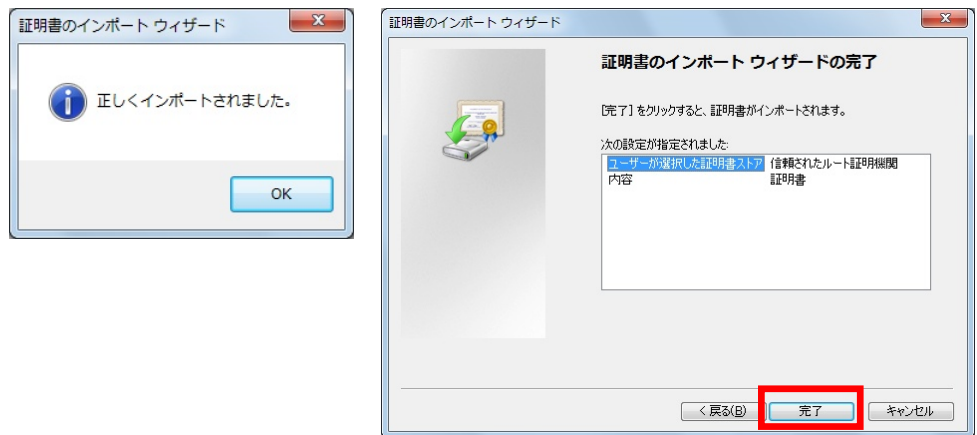 証明書のインポート ウィザード
正しくインポートされました。
OK
証明書のインポート ウィザード
証明書のインポート ウィザードの完了
[完了] をクリックすると、証明書がインポートされます。
次の設定が指定されました:
ユーザーが選択した証明書ストア 信頼されたルート証明機関
内容 証明書
< 戻る(B) 完了 キャンセル